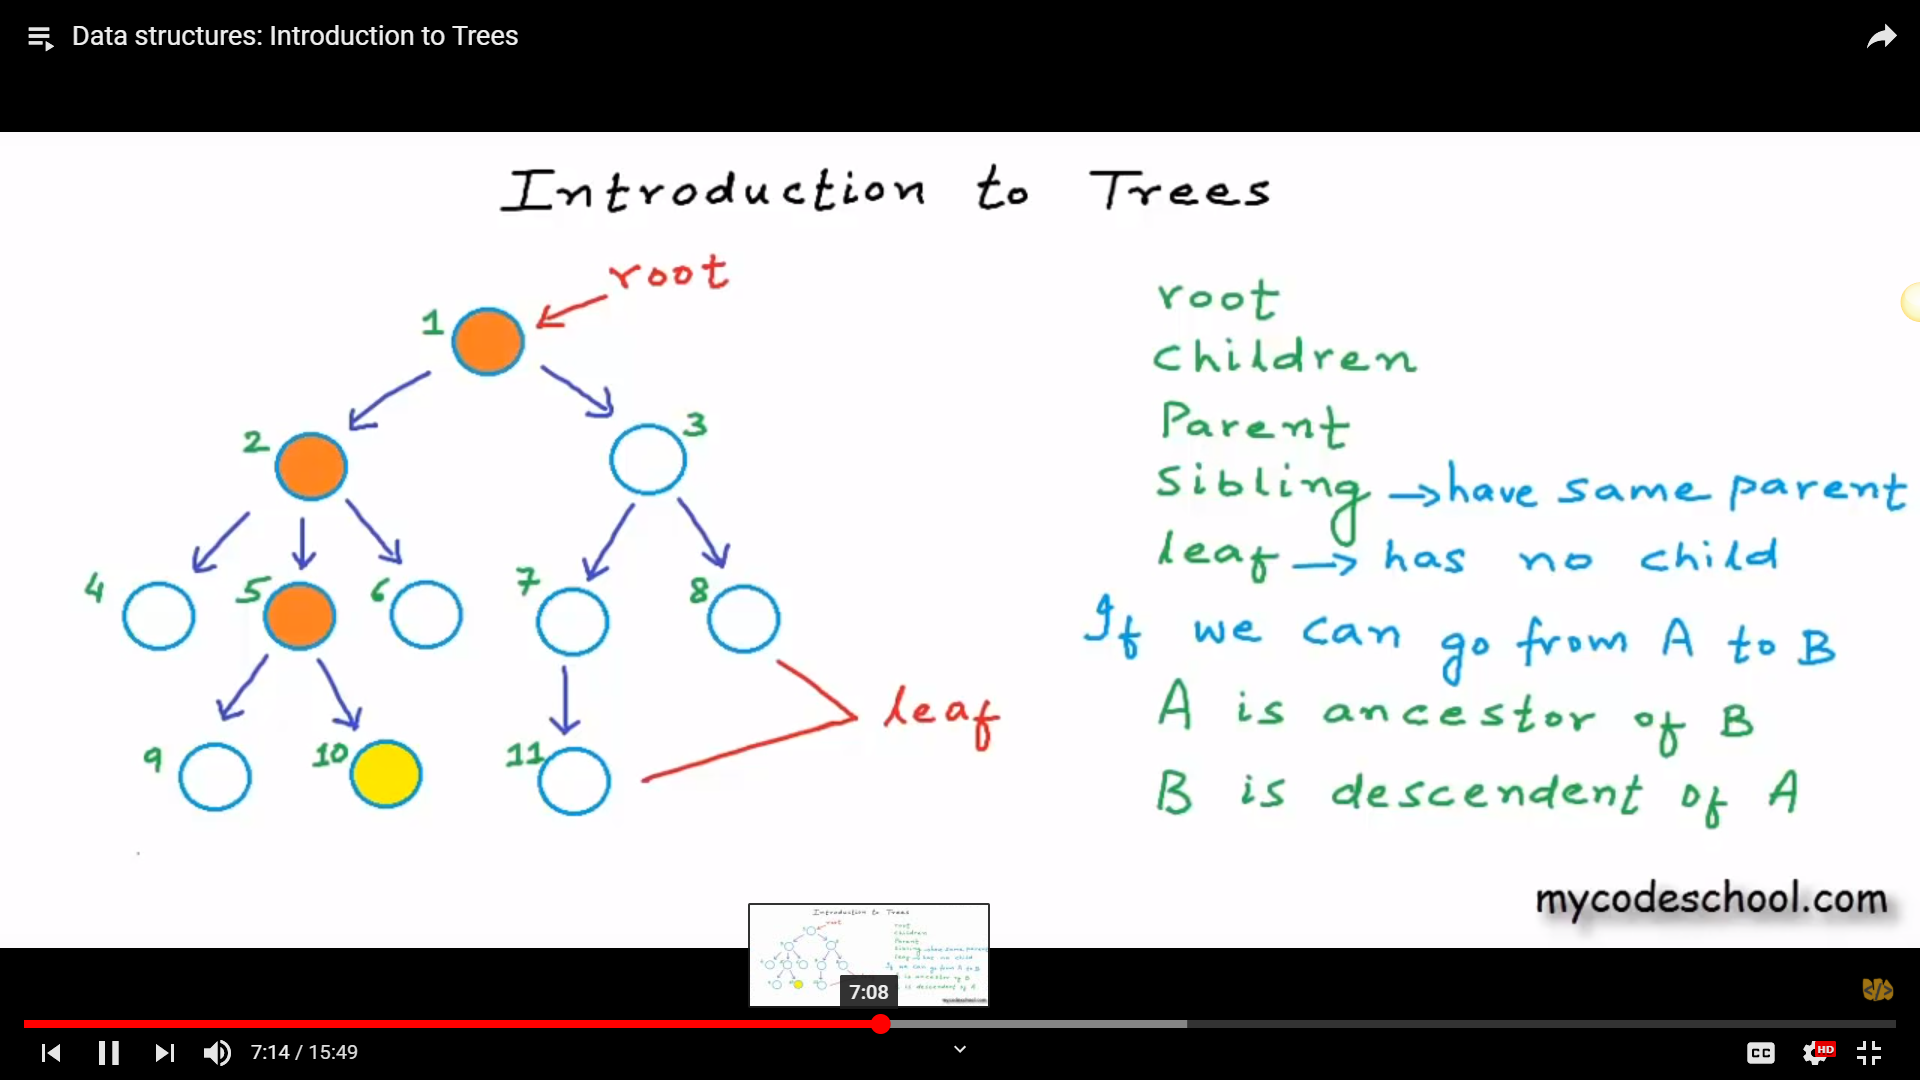 Data structures: Introduction to Trees
Introduction to Trees
root
1
2
3
4
5
6
7
8
9
10
11
leaf
root
Children
Parent
Sibling → have same parent
leaf → has no child
If we can go from A to B
A is ancestor of B
B is descendent of A
mycodeschool.com
7:08
7:14 / 15:49
CC
HD